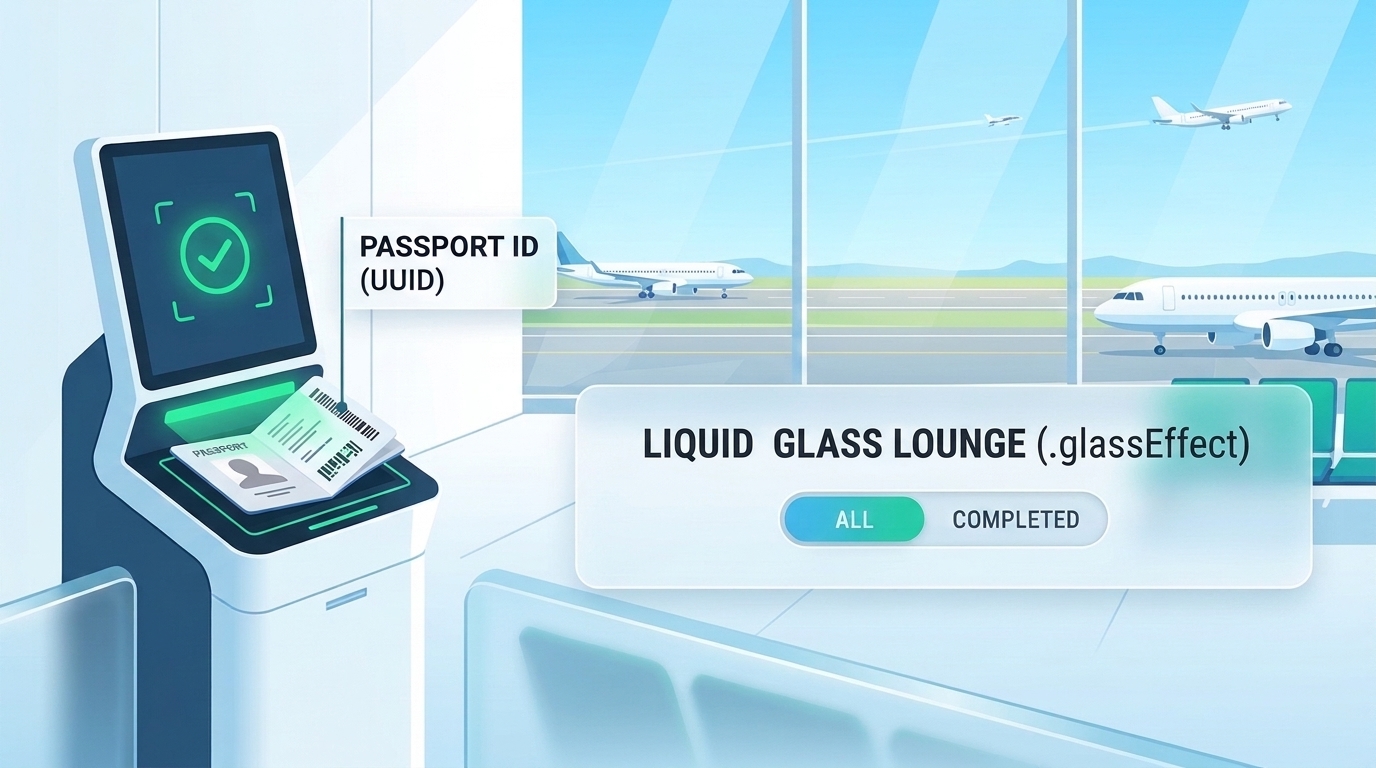 PASSPORT ID
(UUID)
PASSPORT
LIQUID GLASS LOUNGE (.glassEffect)
ALL
COMPLETED